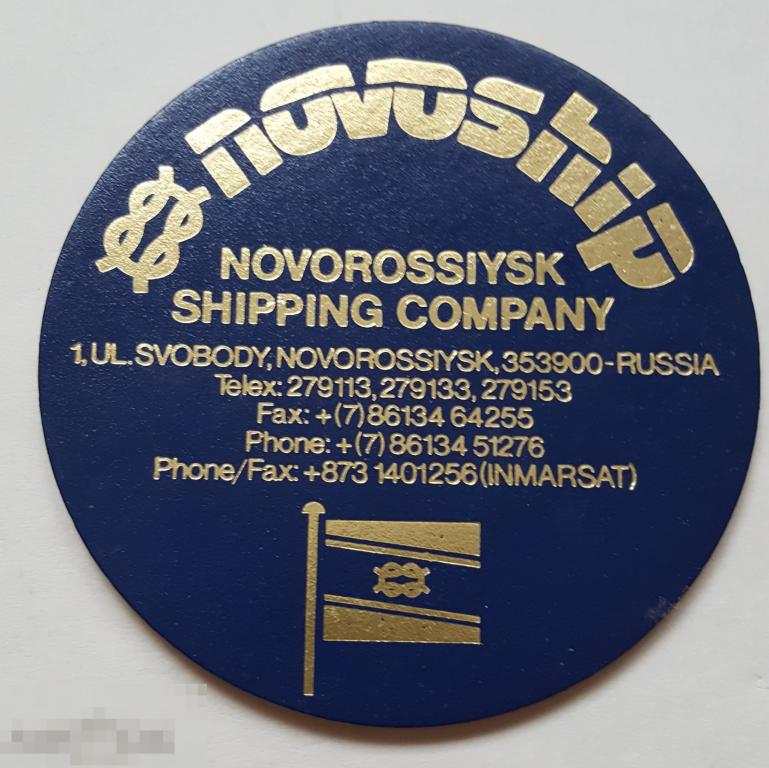 novoship
NOVOROSSIYSK
SHIPPING COMPANY
1, UL. SVOBODY, NOVOROSSIYSK, 353900-RUSSIA
Telex: 279113, 279133, 279153
Fax: +(7) 86134 64255
Phone: +(7) 86134 51276
Phone/Fax: +873 1401256 (INMARSAT)